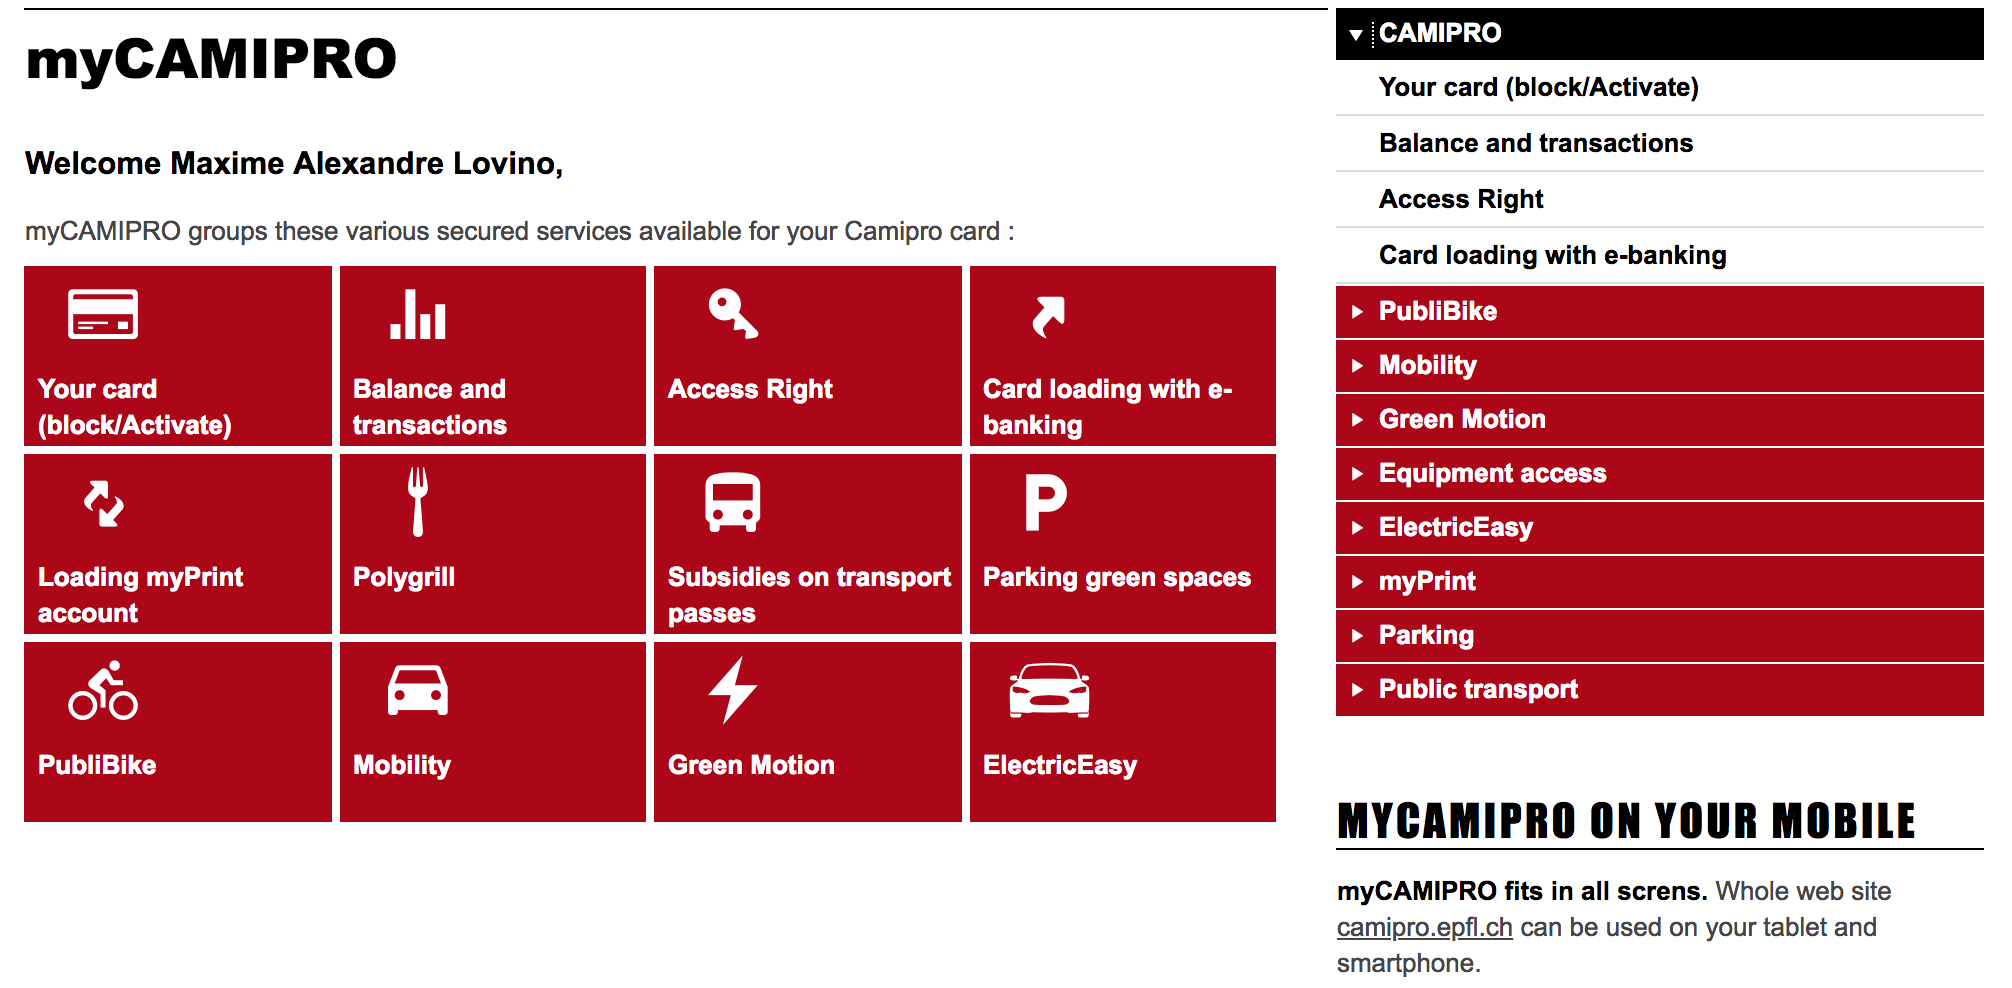 myCAMIPRO
Welcome Maxime Alexandre Lovino,
myCAMIPRO groups these various secured services available for your Camipro card :
Your card
(block/Activate)
Balance and
transactions
Access Right
Card loading with e-
banking
Loading myPrint
account
Polygrill
Subsidies on transport
passes
P
Parking green spaces
PubliBike
Mobility
Green Motion
ElectricEasy
CAMIPRO
Your card (block/Activate)
Balance and transactions
Access Right
Card loading with e-banking
PubliBike
Mobility
Green Motion
Equipment access
ElectricEasy
myPrint
Parking
Public transport
MYCAMIPRO ON YOUR MOBILE
myCAMIPRO fits in all screns. Whole web site
camipro.epfl.ch can be used on your tablet and
smartphone.